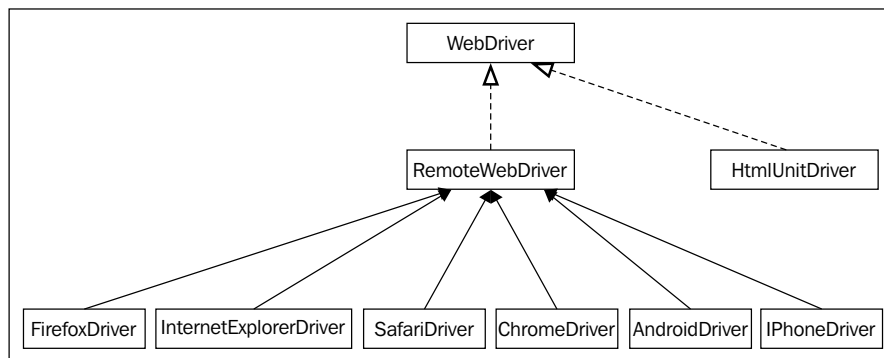 WebDriver
RemoteWebDriver
HtmlUnitDriver
FirefoxDriver
InternetExplorerDriver
SafariDriver
ChromeDriver
AndroidDriver
IPhoneDriver